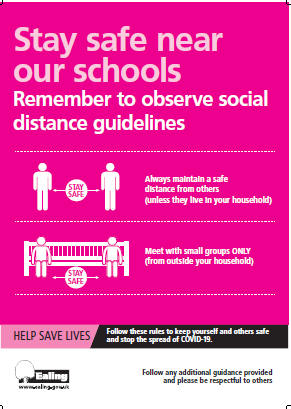 Stay safe near
our schools
Remember to observe social
distance guidelines
Always maintain a safe
distance from others
(unless they live in your household)
STAY
SAFE
Meet with small groups ONLY
(from outside your household)
STAY
SAFE
HELP SAVE LIVES
Follow these rules to keep yourself and others safe
and stop the spread of COVID-19.
Ealing
www.ealing.gov.uk
Follow any additional guidance provided
and please be respectful to others